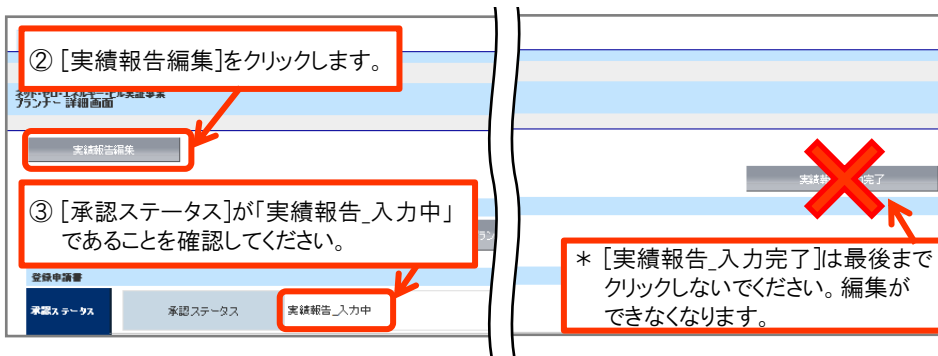 ② [実績報告編集]をクリックします。
ネット・ゼロ・エネルギー・ビル実証事業
プランナー 詳細画面
実績報告編集
③ [承認ステータス]が「実績報告_入力中」
であることを確認してください。
登録申請書
承認ステータス
承認ステータス
実績報告_入力中
＊ [実績報告_入力完了]は最後まで
クリックしないでください。編集が
できなくなります。